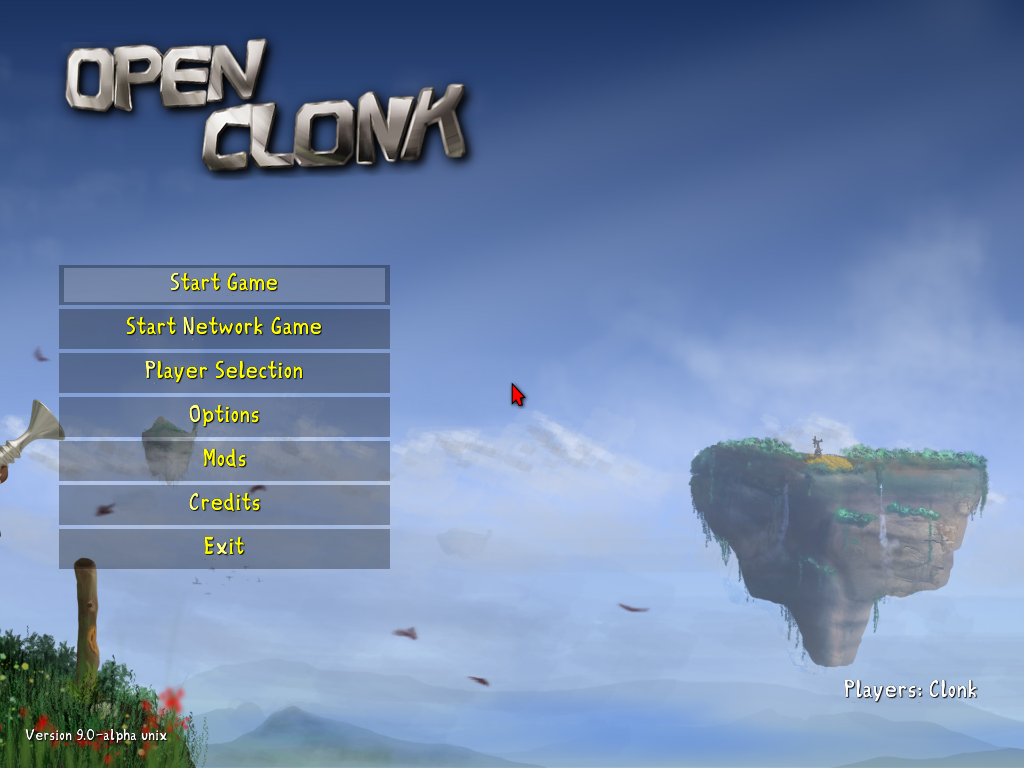 OPEN
CLONK
Start Game
Start Network Game
Player Selection
Options
Mods
Credits
Exit
Players: Clonk
Version 9.0-alpha unix